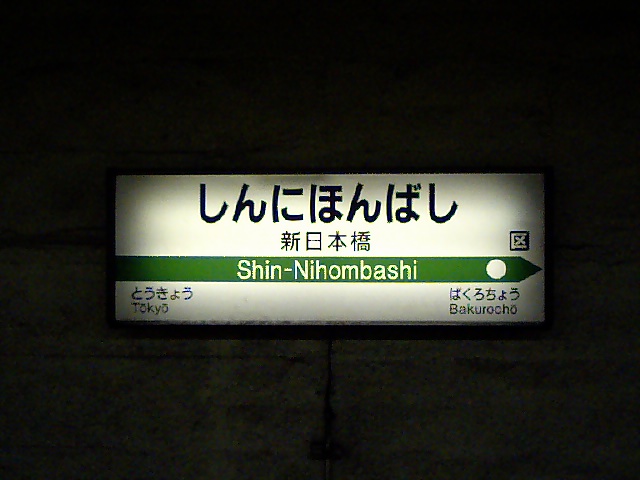 しんにほんばし
新日本橋
区
Shin-Nihombashi
とうきょう
ばくろちょう
Tōkyō
Bakurochō